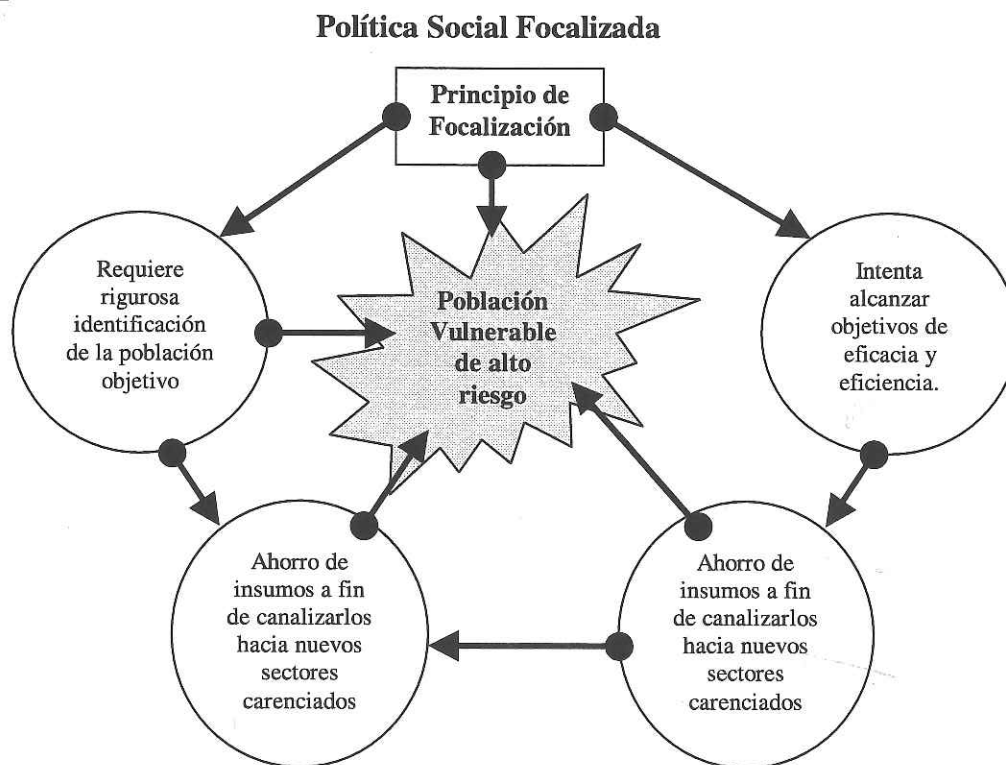 Política Social Focalizada
Principio de
Focalización
Requiere
rigurosa
identificación
de la población
objetivo
Población
Vulnerable
de alto
riesgo
Intenta
alcanzar
objetivos de
eficacia y
eficiencia.
Ahorro de
insumos a fin
de canalizarlos
hacia nuevos
sectores
carenciados
Ahorro de
insumos a fin
de canalizarlos
hacia nuevos
sectores
carenciados